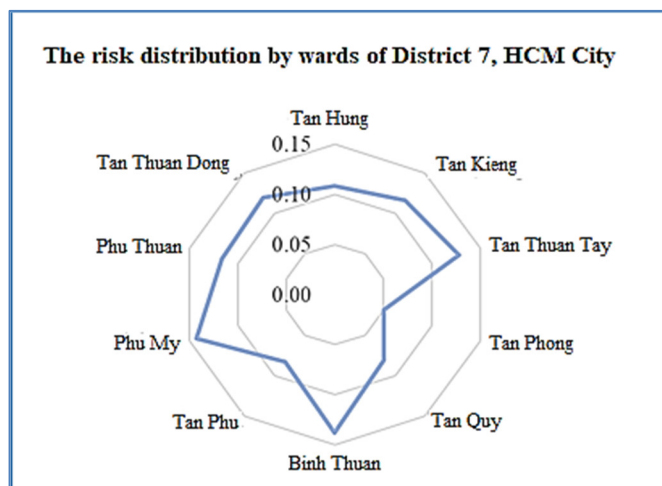 The risk distribution by wards of District 7, HCM City
Tan Hung
0.15
Tan Thuan Dong
Tan Kieng
0.10
Phu Thuan
Tan Thuan Tay
0.05
0.00
Phu My
Tan Phong
Tan Phu
Tan Quy
Binh Thuan